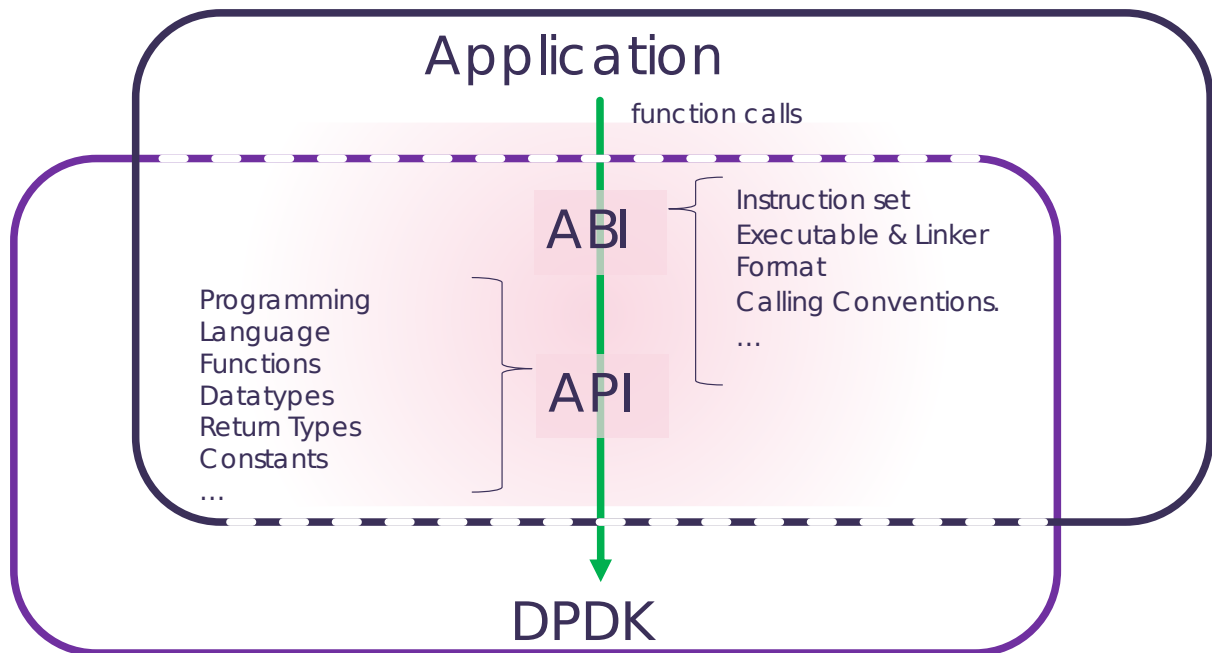 Application
function calls
ABI
Instruction set
Executable & Linker
Format
Calling Conventions.
…
Programming
Language
Functions
Datatypes
Return Types
Constants
…
API
DPDK